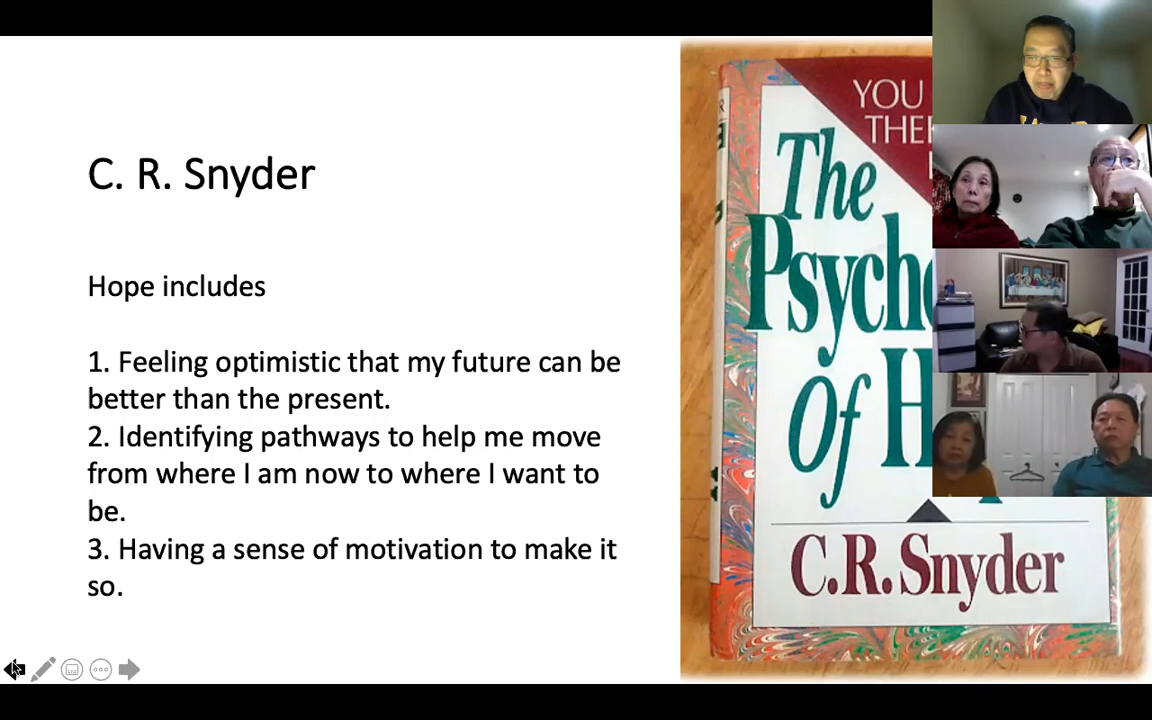 C. R. Snyder
Hope includes
1. Feeling optimistic that my future can be
better than the present.
2. Identifying pathways to help me move
from where I am now to where I want to
be.
3. Having a sense of motivation to make it
so.
YOU
The
Of
C.R. Snyder